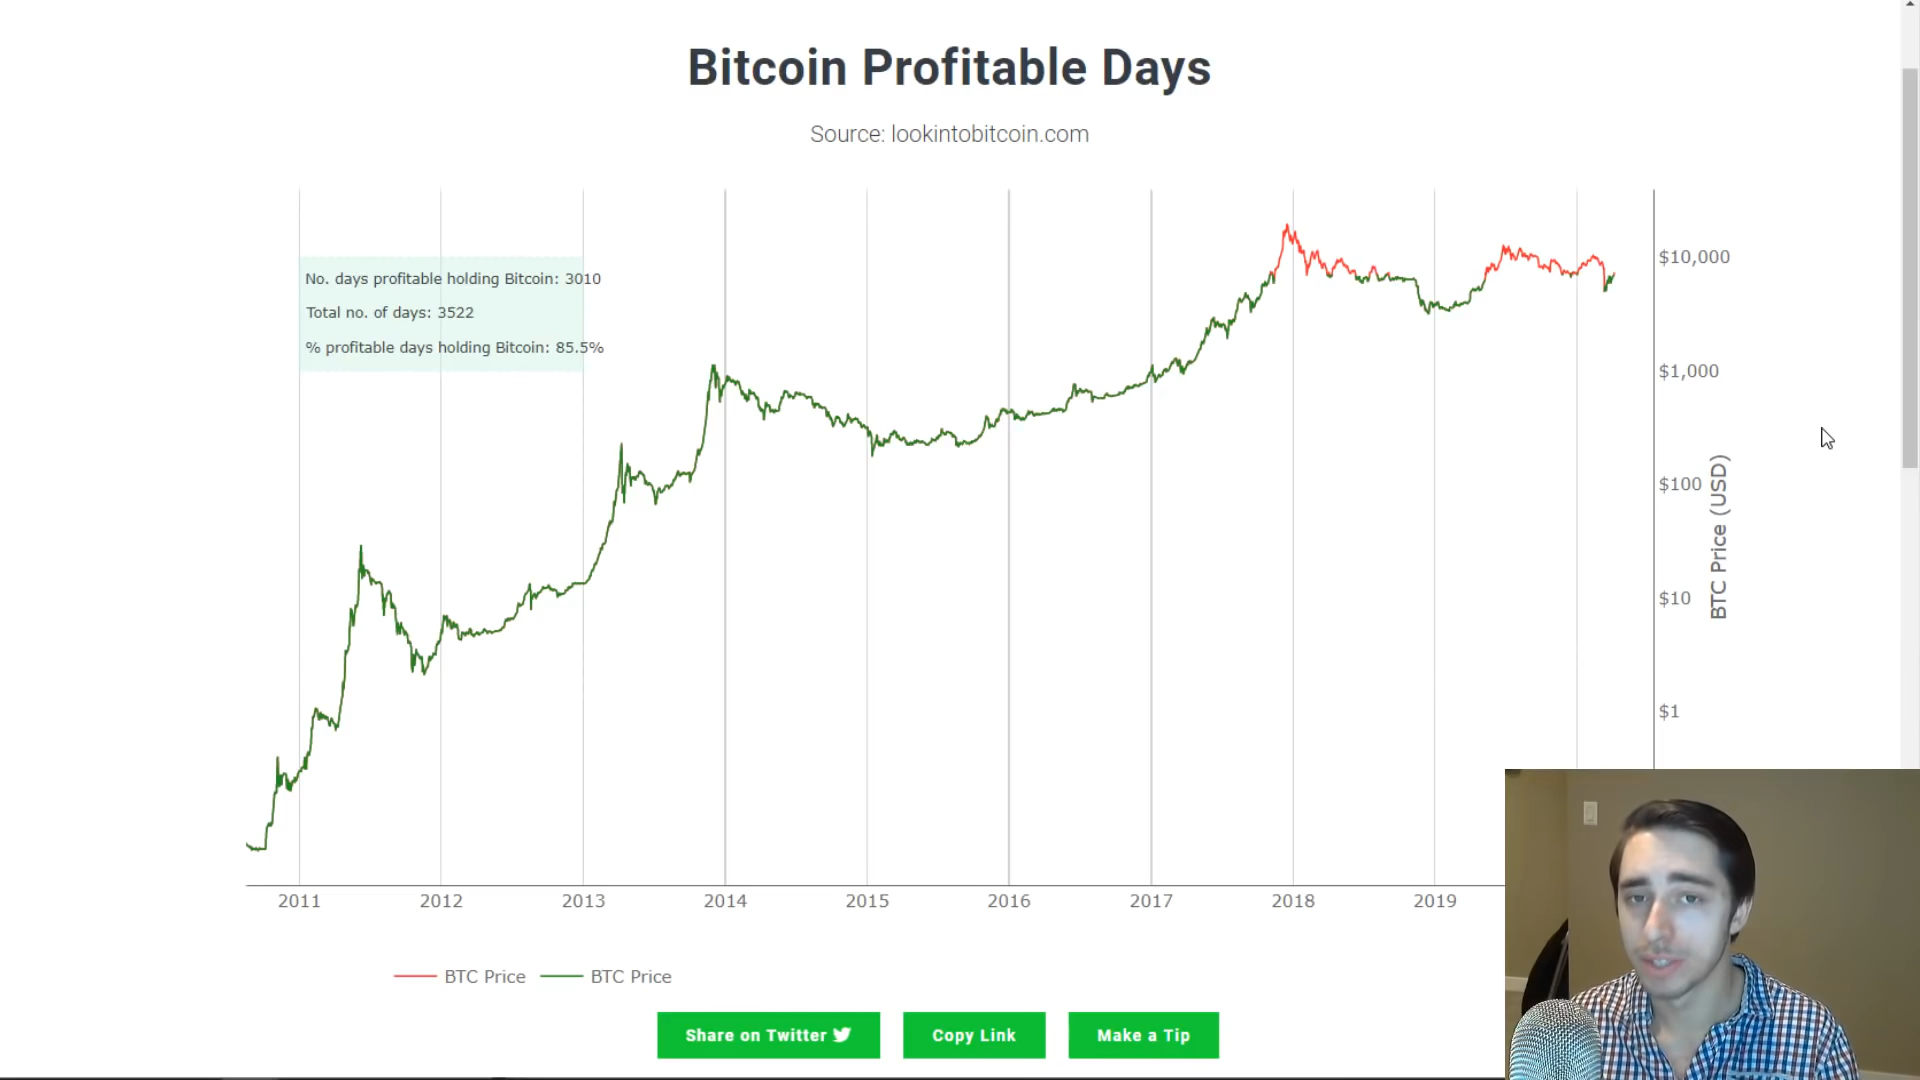 Bitcoin Profitable Days
Source: lookintobitcoin.com
No. days profitable holding Bitcoin: 3010
Total no. of days: 3522
% profitable days holding Bitcoin: 85.5%
$10,000
$1,000
$100
$10
$1
BTC Price (USD)
2011 2012 2013 2014 2015 2016 2017 2018 2019
BTC Price BTC Price
Share on Twitter Copy Link Make a Tip